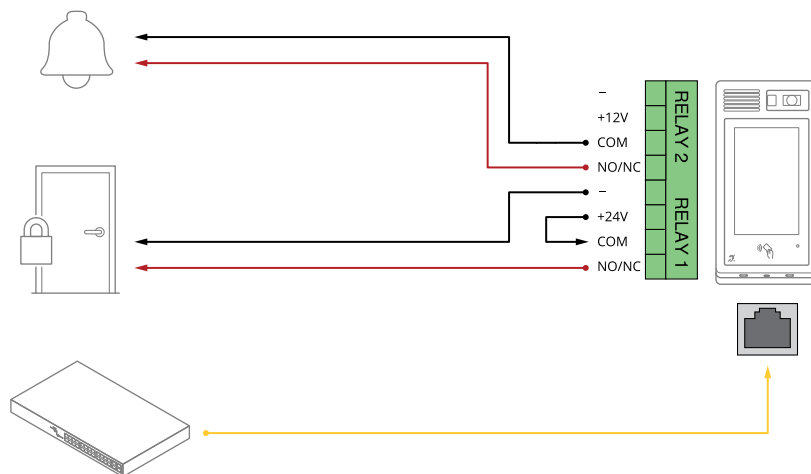 –
+12V
COM
NO/NC
–
+24V
COM
NO/NC
RELAY 2
RELAY 1